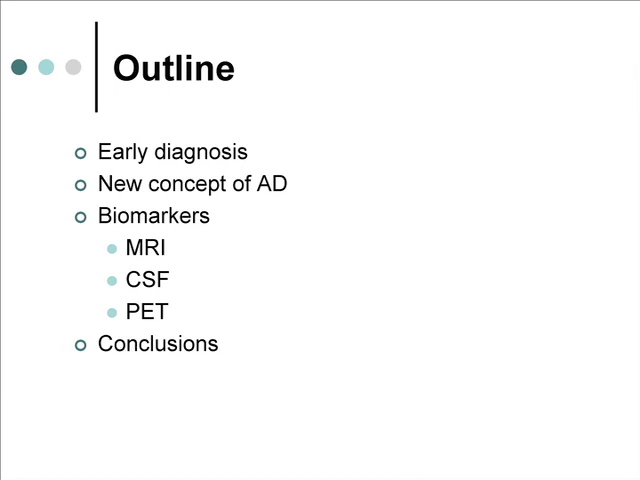 Outline
Early diagnosis
New concept of AD
Biomarkers
MRI
CSF
PET
Conclusions